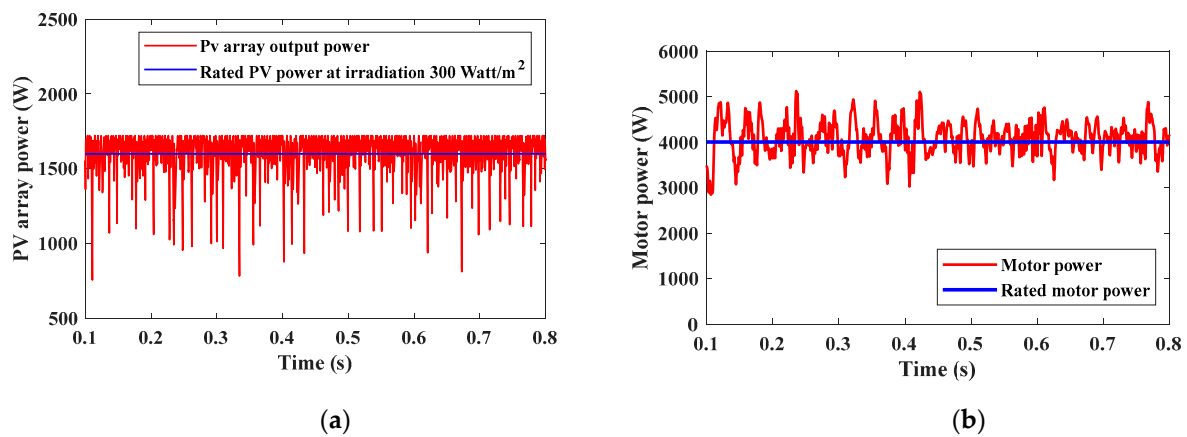 2500
2000
1500
1000
500
0.1 0.2 0.3 0.4 0.5 0.6 0.7 0.8
PV array power (W)
Time (s)
Pv array output power
Rated PV power at irradiation 300 Watt/m²
(a)
6000
5000
4000
3000
4000
1000
0
0.1 0.2 0.3 0.4 0.5 0.6 0.7 0.8
Motor power (W)
Time (s)
Motor power
Rated motor power
(b)